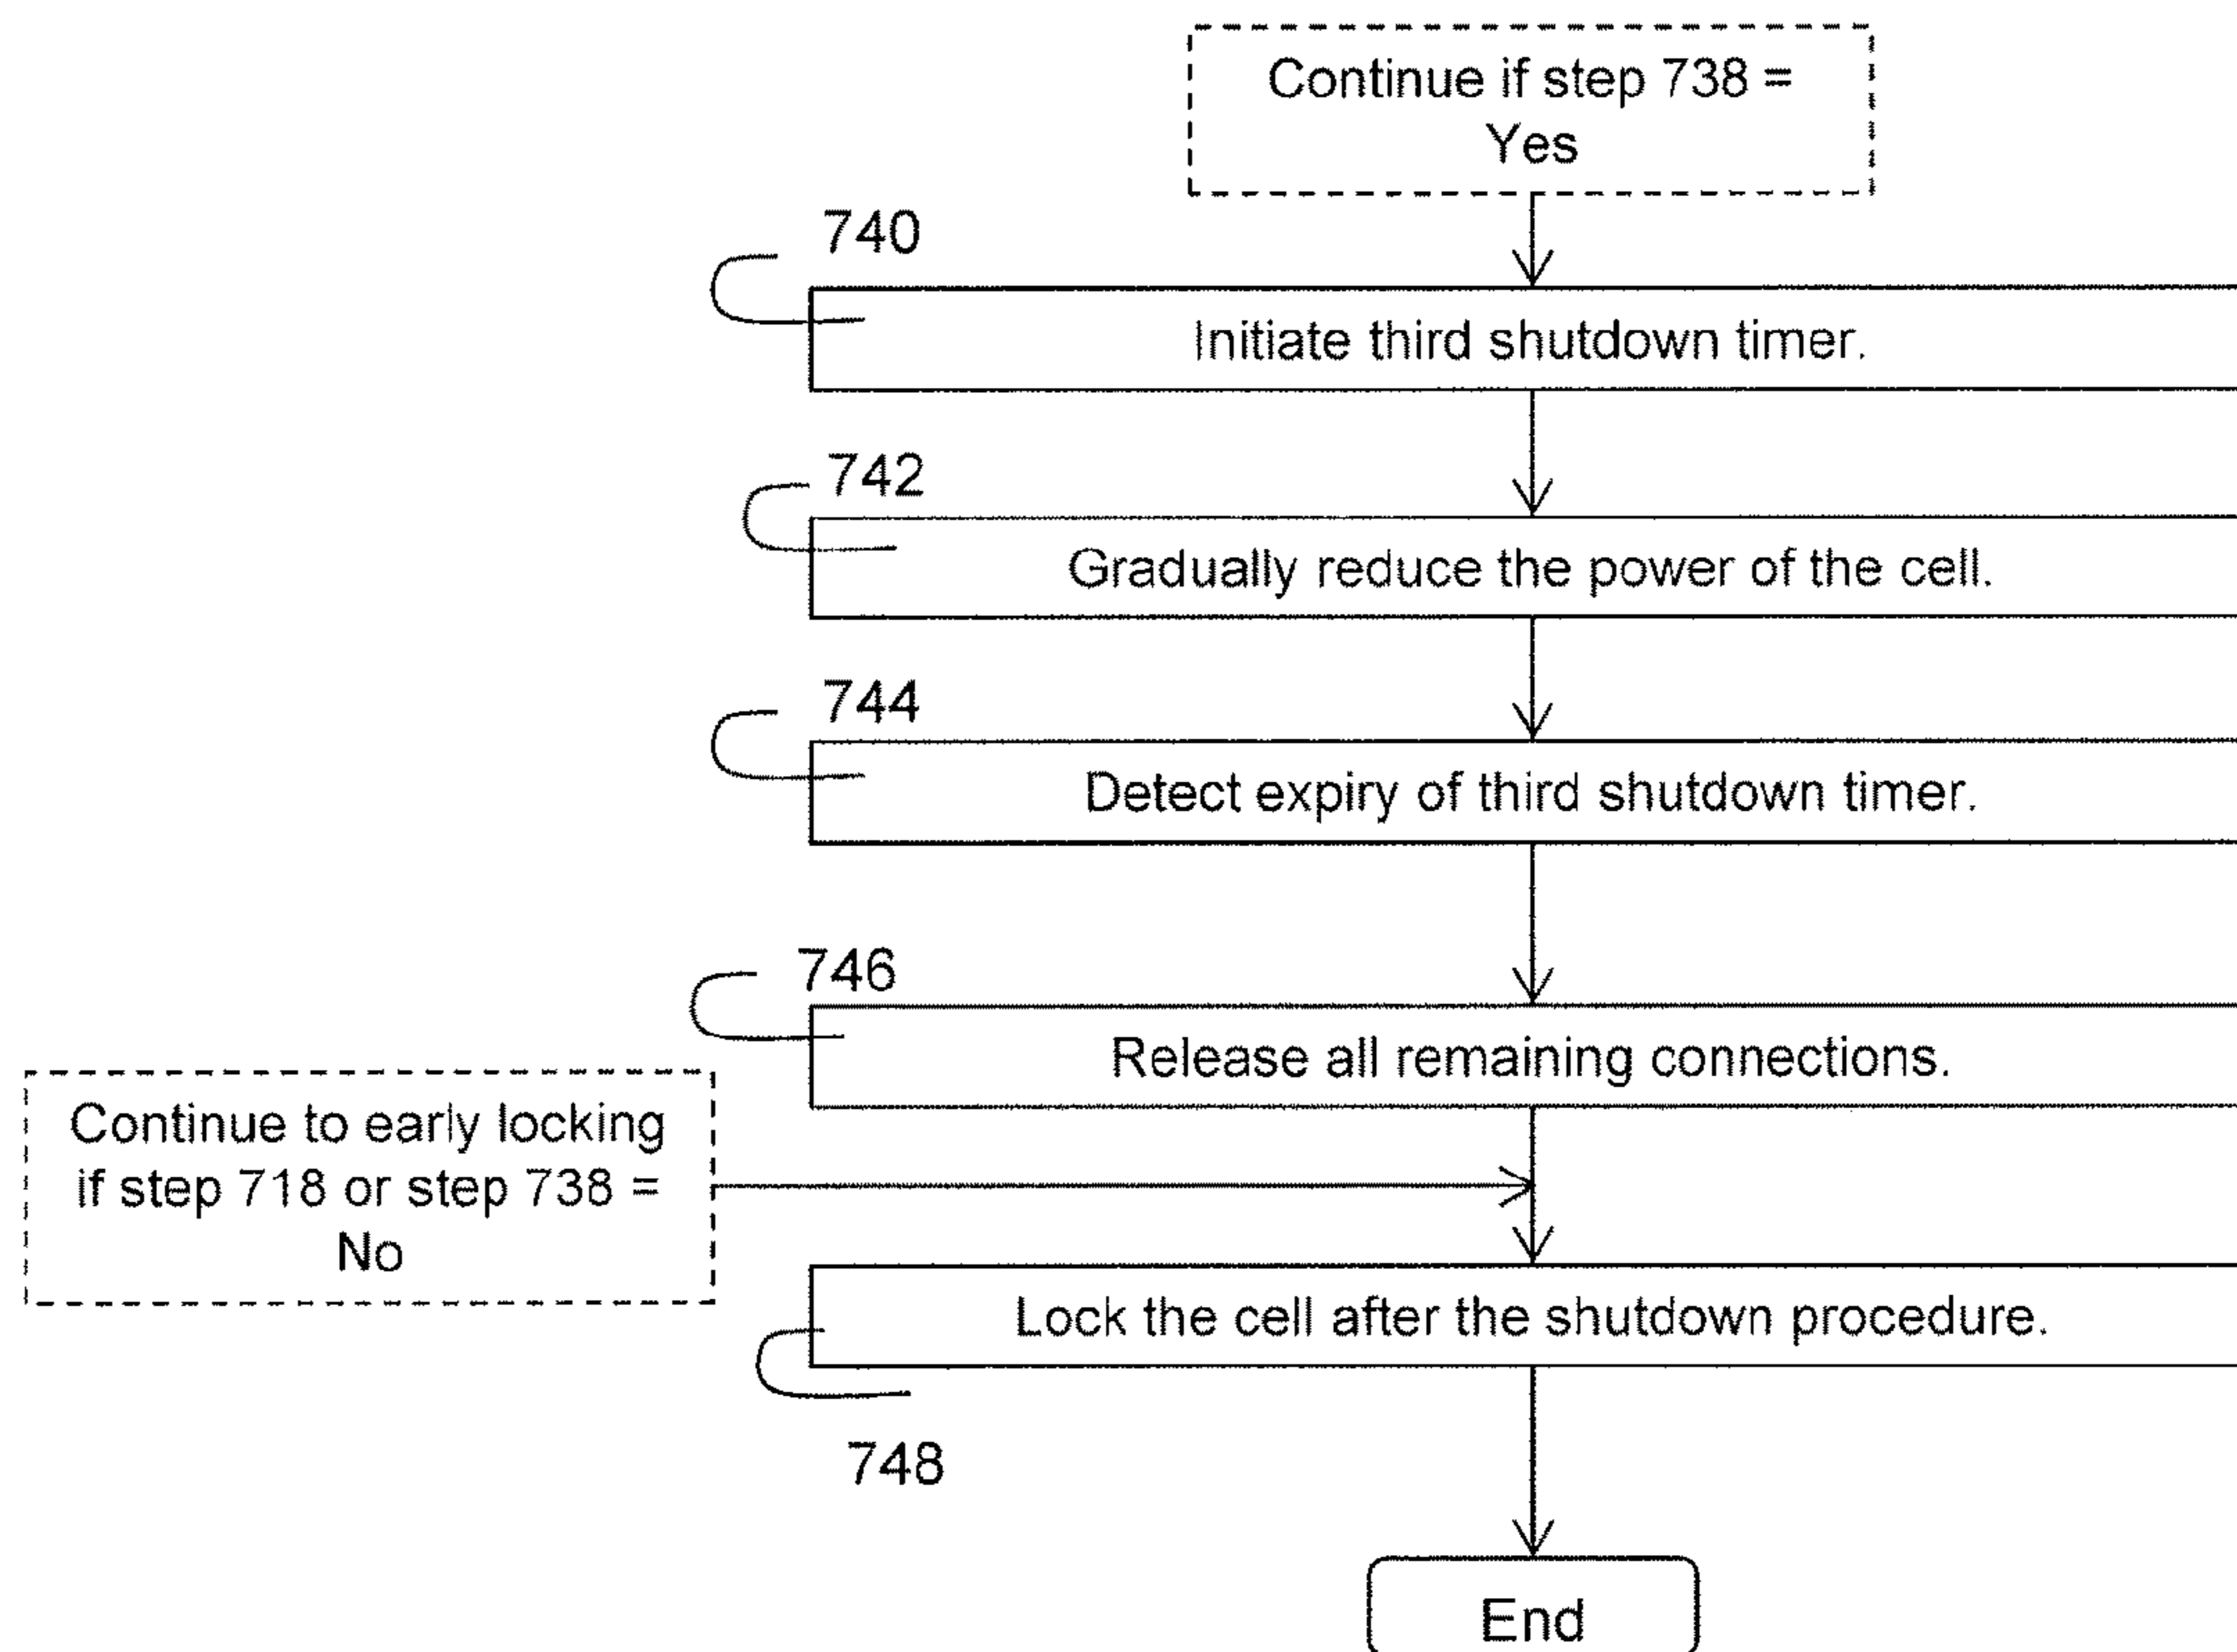 Continue if step 738 =
Yes
740
Initiate third shutdown timer.
742
Gradually reduce the power of the cell.
744
Detect expiry of third shutdown timer.
746
Release all remaining connections.
Continue to early locking
if step 718 or step 738 =
No
Lock the cell after the shutdown procedure.
748
End